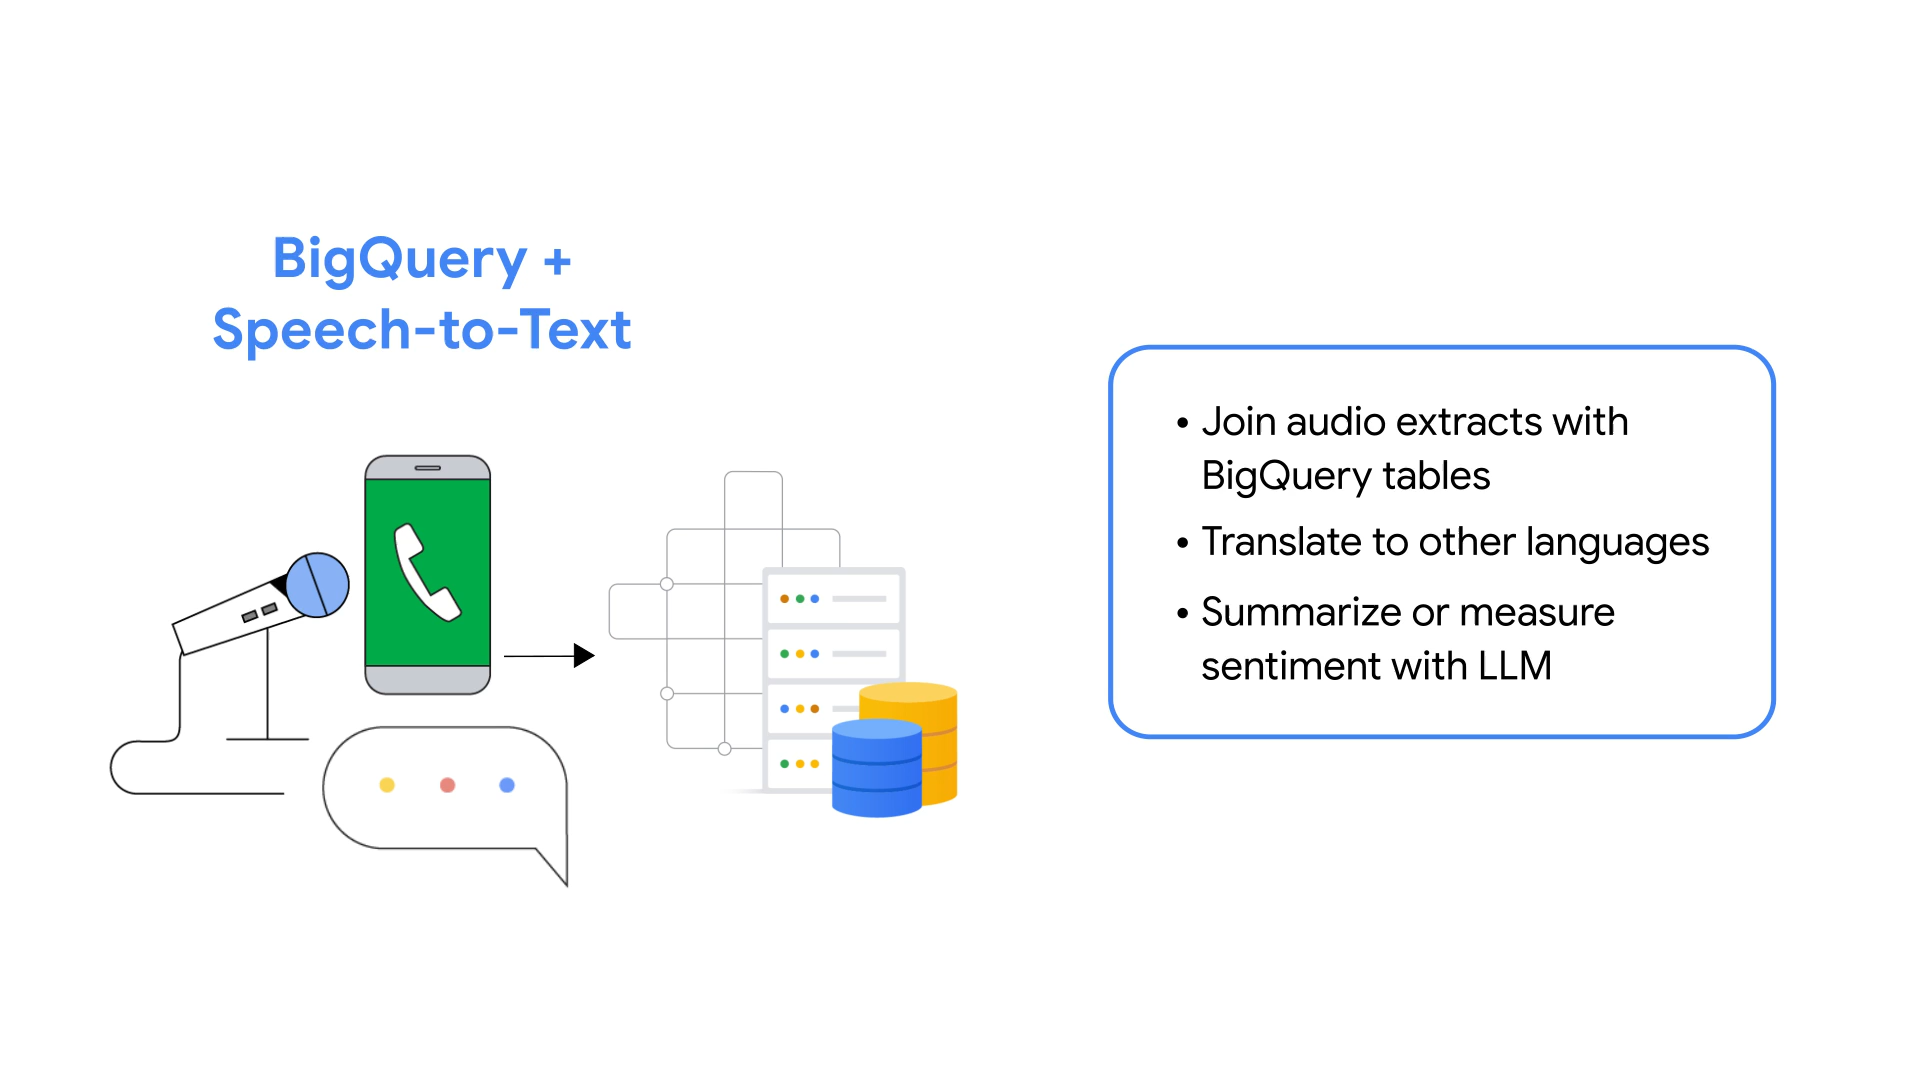 BigQuery +
Speech-to-Text
• Join audio extracts with
BigQuery tables
• Translate to other languages
• Summarize or measure
sentiment with LLM